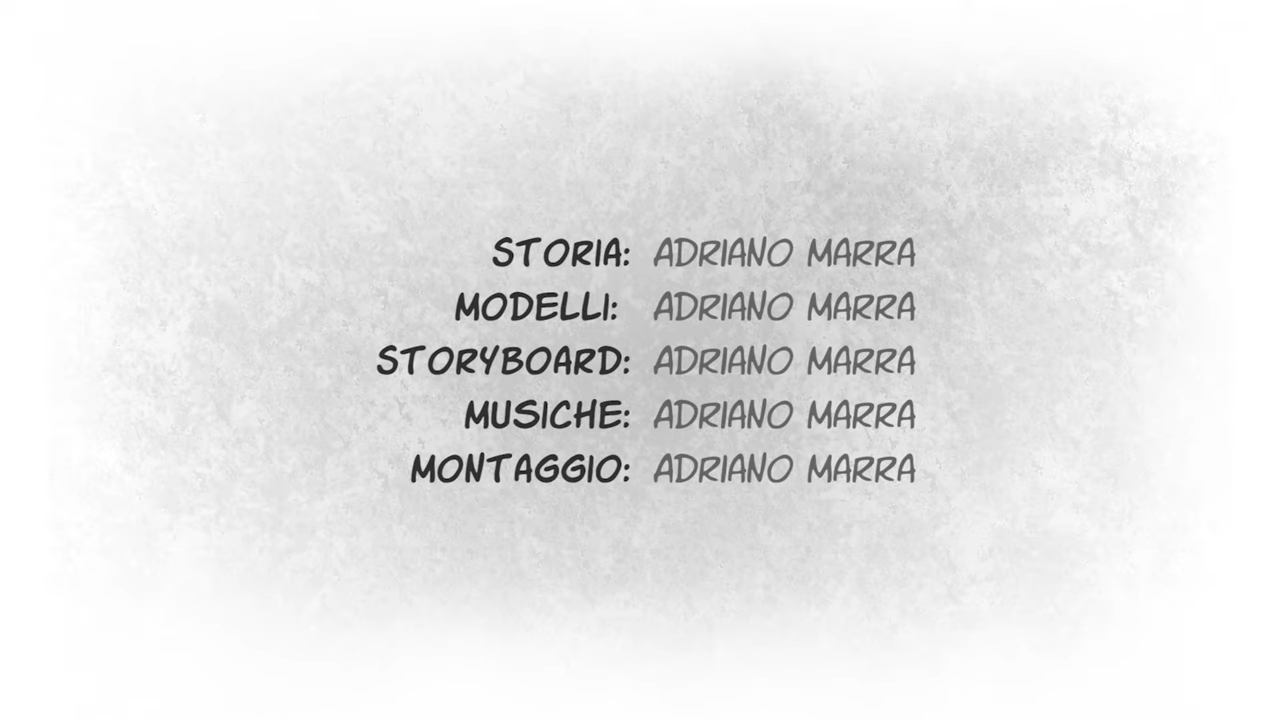 STORIA: ADRIANO MARRA
MODELLI: ADRIANO MARRA
STORYBOARD: ADRIANO MARRA
MUSICHE: ADRIANO MARRA
MONTAGGIO: ADRIANO MARRA